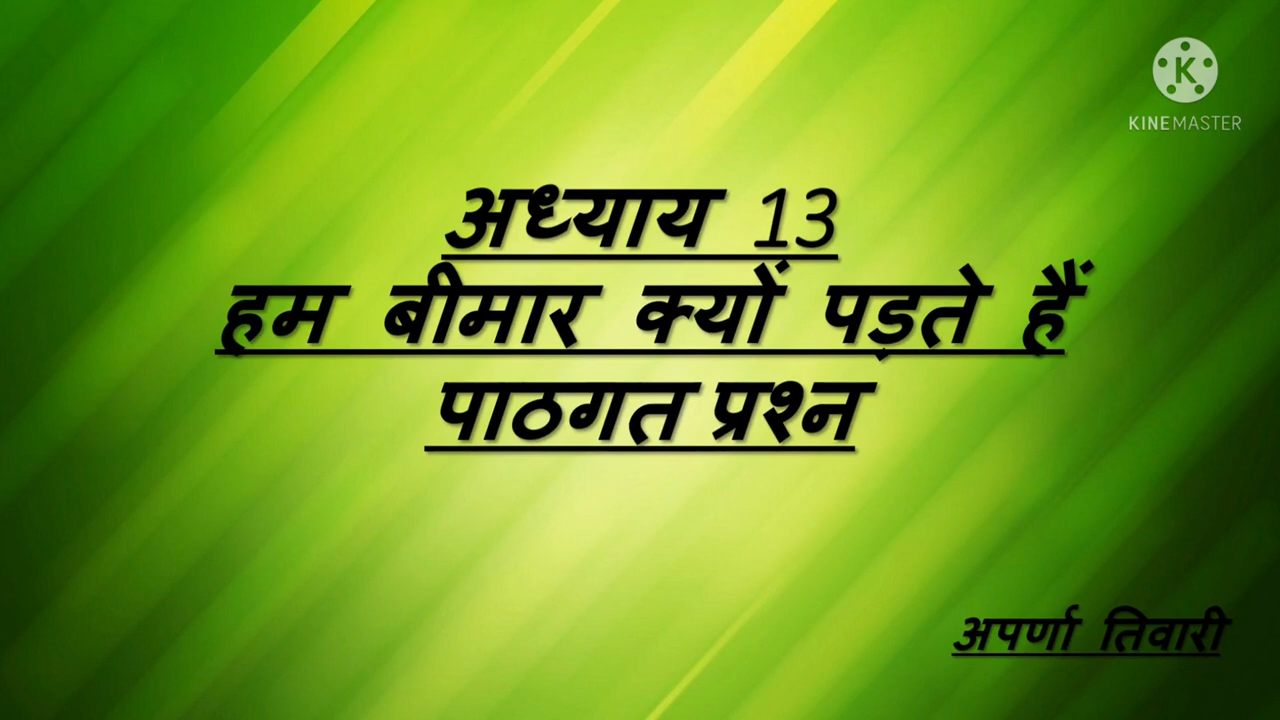 KINEMASTER
अध्याय 13
हम बीमार क्यों पड़ते हैं
पाठगत प्रश्न
अपर्णा तिवारी